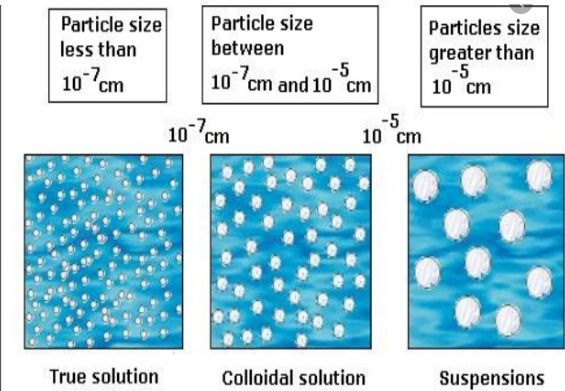 Particle size
less than
10⁻⁷cm
Particle size
between
10⁻⁷cm and 10⁻⁵cm
Particles size
greater than
10⁻⁵cm
10⁻⁷cm
10⁻⁵cm
True solution
Colloidal solution
Suspensions